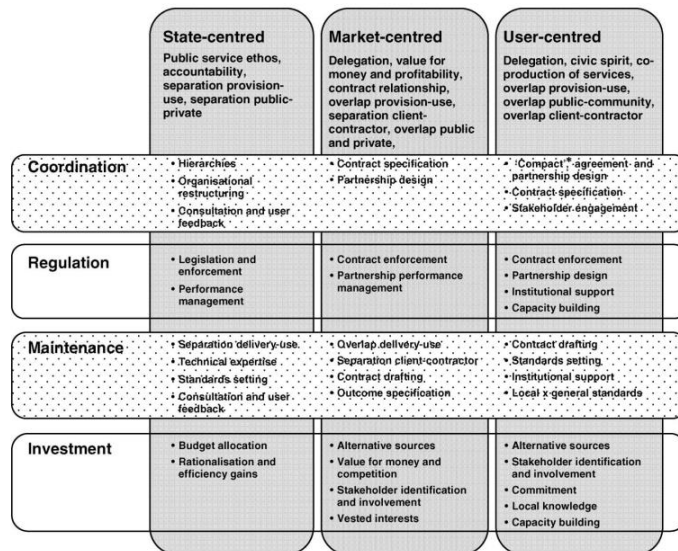 State-centred
Public service ethos,
accountability,
separation provision-
use, separation public-
private
Market-centred
Delegation, value for
money and profitability,
contract relationship,
overlap provision-use,
separation client-
contractor, overlap public
and private,
User-centred
Delegation, civic spirit, co-
production of services,
overlap provision-use,
overlap public-community,
overlap client-contractor
Coordination
• Hierarchies
• Organisational
restructuring
• Consultation and user
feedback
• Contract specification
• Partnership design
• 'Compact'* agreement and
partnership design
• Contract specification
• Stakeholder engagement
Regulation
• Legislation and
enforcement
• Performance
management
• Contract enforcement
• Partnership performance
management
• Contract enforcement
• Partnership design
• Institutional support
• Capacity building
Maintenance
• Separation delivery-use
• Technical expertise
• Standards setting
• Consultation and user
feedback
• Overlap delivery-use
• Separation client-contractor
• Contract drafting
• Outcome specification
• Contract drafting
• Standards setting
• Institutional support
• Local x general standards
Investment
• Budget allocation
• Rationalisation and
efficiency gains
• Alternative sources
• Value for money and
competition
• Stakeholder identification
and involvement
• Vested interests
• Alternative sources
• Stakeholder identification
and involvement
• Commitment
• Local knowledge
• Capacity building